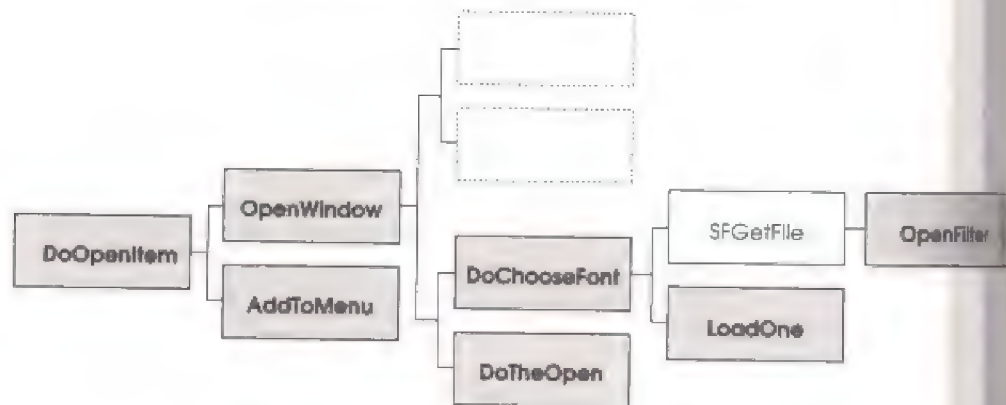 DoOpenItem
OpenWindow
AddToMenu
DoChooseFont
DoTheOpen
SFGetFile
LoadOne
OpenFilter